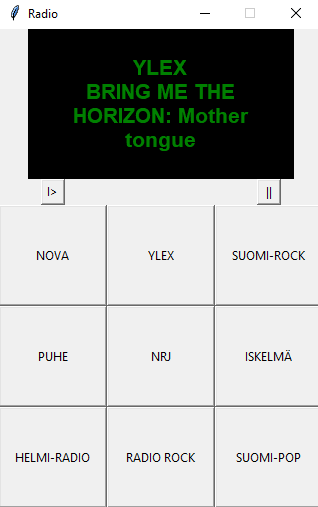 Radio
YLEX
BRING ME THE
HORIZON: Mother
tongue
|> ||
NOVA YLEX SUOMI-ROCK
PUHE NRJ ISKELMÄ
HELMI-RADIO RADIO ROCK SUOMI-POP